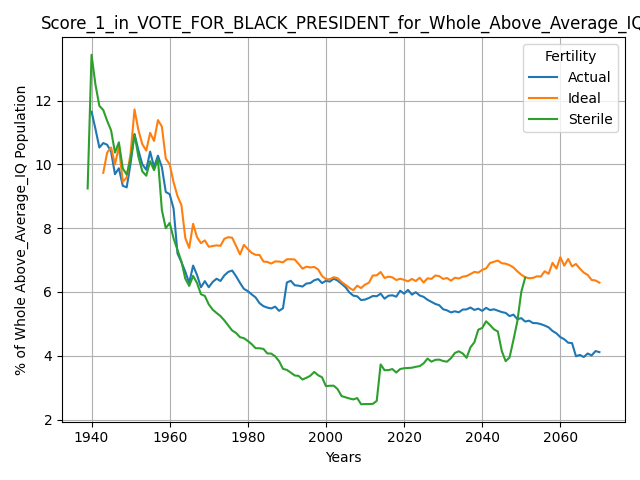 Score_1_in_VOTE_FOR_BLACK_PRESIDENT_for_Whole_Above_Average_IQ
Fertility
Actual
Ideal
Sterile
% of Whole Above_Average_IQ Population
12
10
8
6
4
2
1940 1960 1980 2000 2020 2040 2060
Years